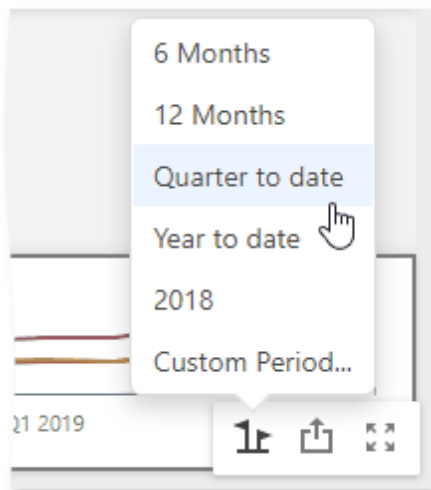 6 Months
12 Months
Quarter to date
Year to date
2018
Custom Period...
Q1 2019